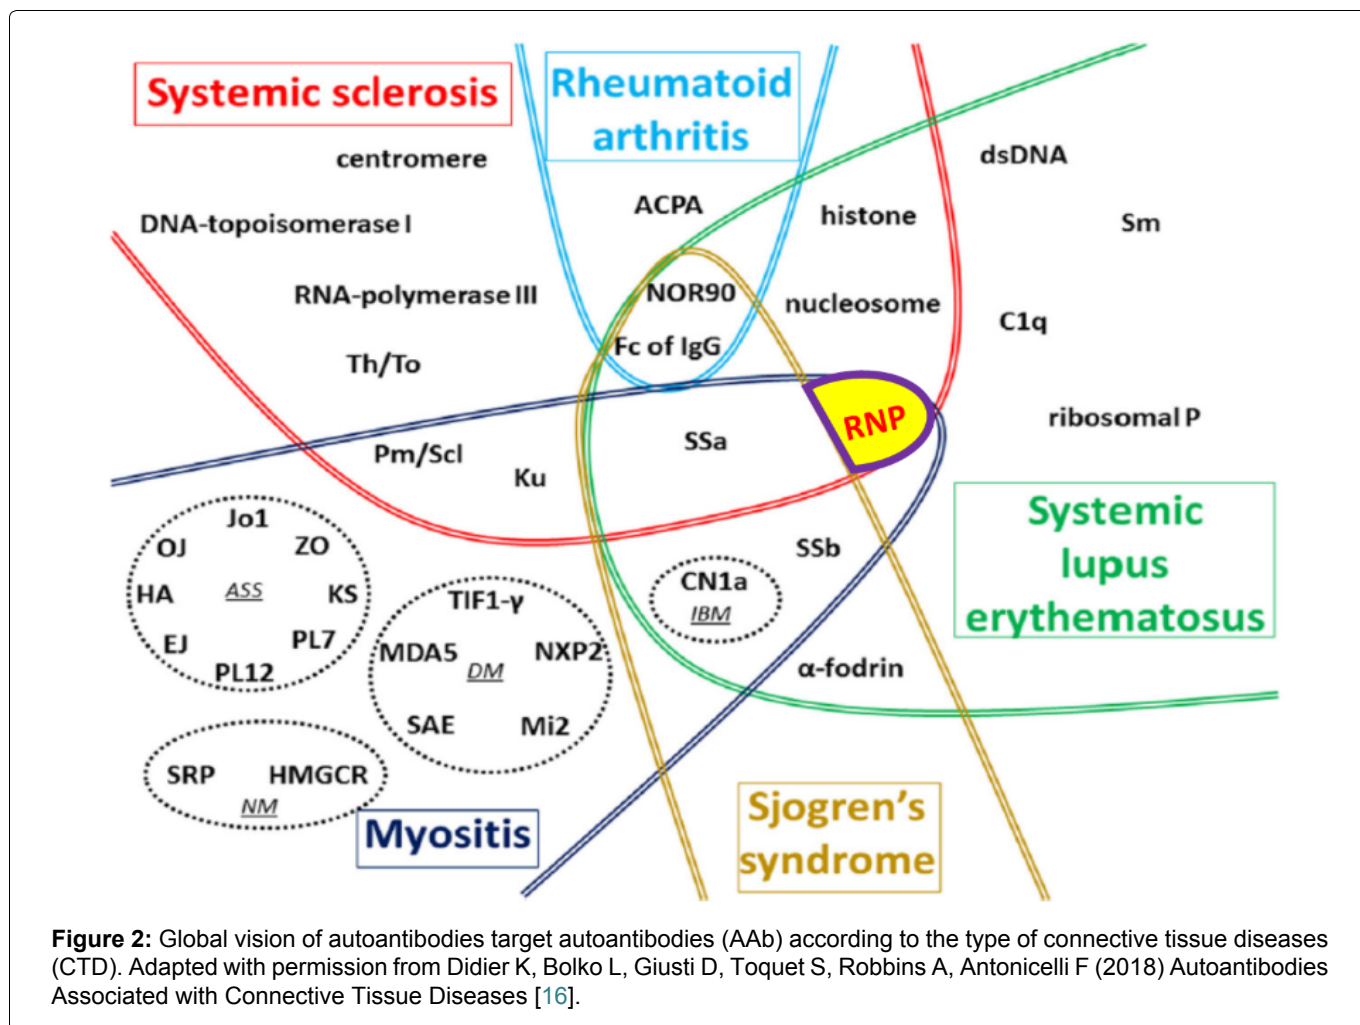 Systemic sclerosis
Rheumatoid
arthritis
centromere
dsDNA
ACPA
histone
DNA-topoisomerase I
Sm
RNA-polymerase III
NOR90
nucleosome
C1q
Fc of IgG
Th/To
RNP
ribosomal P
Pm/Scl
SSa
Ku
Jo1
OJ
ZO
HA
ASS
KS
EJ
PL7
PL12
TIF1-γ
MDA5
DM
NXP2
SAE
Mi2
SSb
CN1a
IBM
α-fodrin
Systemic
lupus
erythematosus
SRP
HMGCR
NM
Myositis
Sjogren’s
syndrome
Figure 2: Global vision of autoantibodies target autoantibodies (AAb) according to the type of connective tissue diseases
(CTD). Adapted with permission from Didier K, Bolko L, Giusti D, Toquet S, Robbins A, Antonicelli F (2018) Autoantibodies
Associated with Connective Tissue Diseases [16].